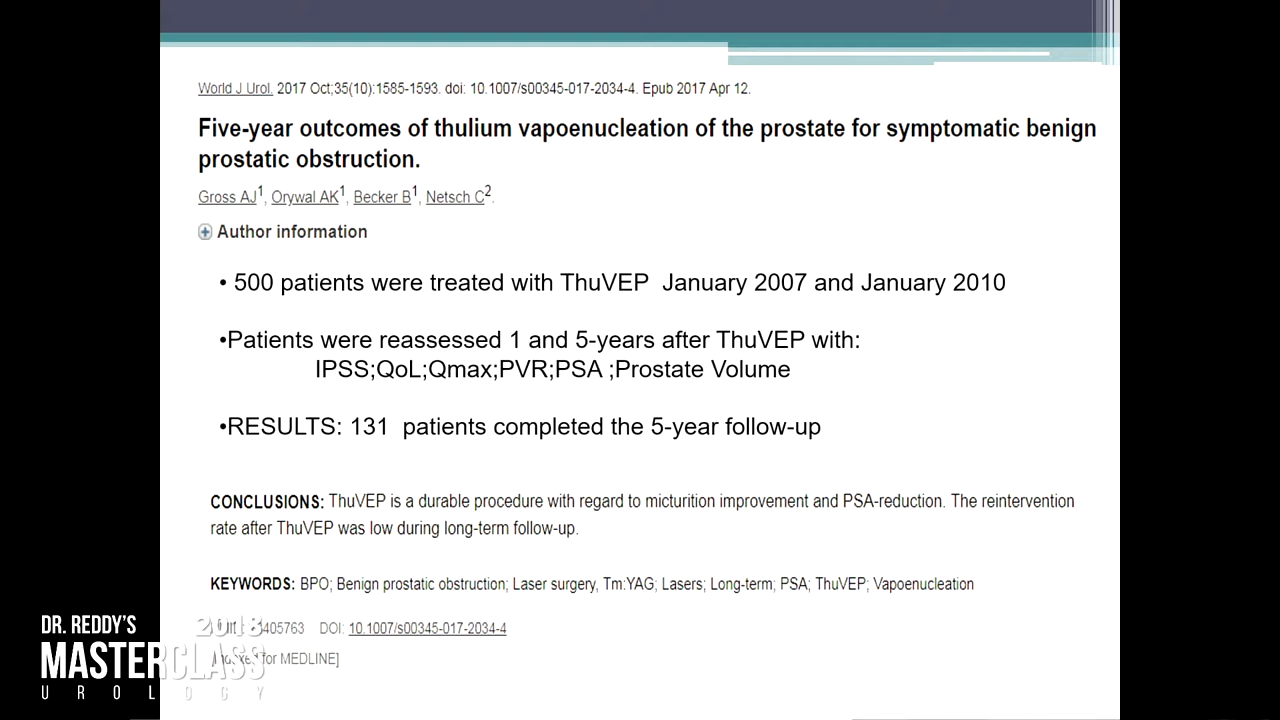 World J Urol. 2017 Oct;35(10):1585-1593. doi: 10.1007/s00345-017-2034-4. Epub 2017 Apr 12.
Five-year outcomes of thulium vapoenucleation of the prostate for symptomatic benign
prostatic obstruction.
Gross AJ1, Orywal AK1, Becker B1, Netsch C2.
Author information
• 500 patients were treated with ThuVEP January 2007 and January 2010
•Patients were reassessed 1 and 5-years after ThuVEP with:
IPSS;QoL;Qmax;PVR;PSA ;Prostate Volume
•RESULTS: 131 patients completed the 5-year follow-up
CONCLUSIONS: ThuVEP is a durable procedure with regard to micturition improvement and PSA-reduction. The reintervention
rate after ThuVEP was low during long-term follow-up.
KEYWORDS: BPO; Benign prostatic obstruction; Laser surgery, Tm:YAG; Lasers; Long-term; PSA; ThuVEP; Vapoenucleation
405763 DOI: 10.1007/s00345-017-2034-4
for MEDLINE]
DR. REDDY'S 2018
MASTERCLASS
UROLOGY